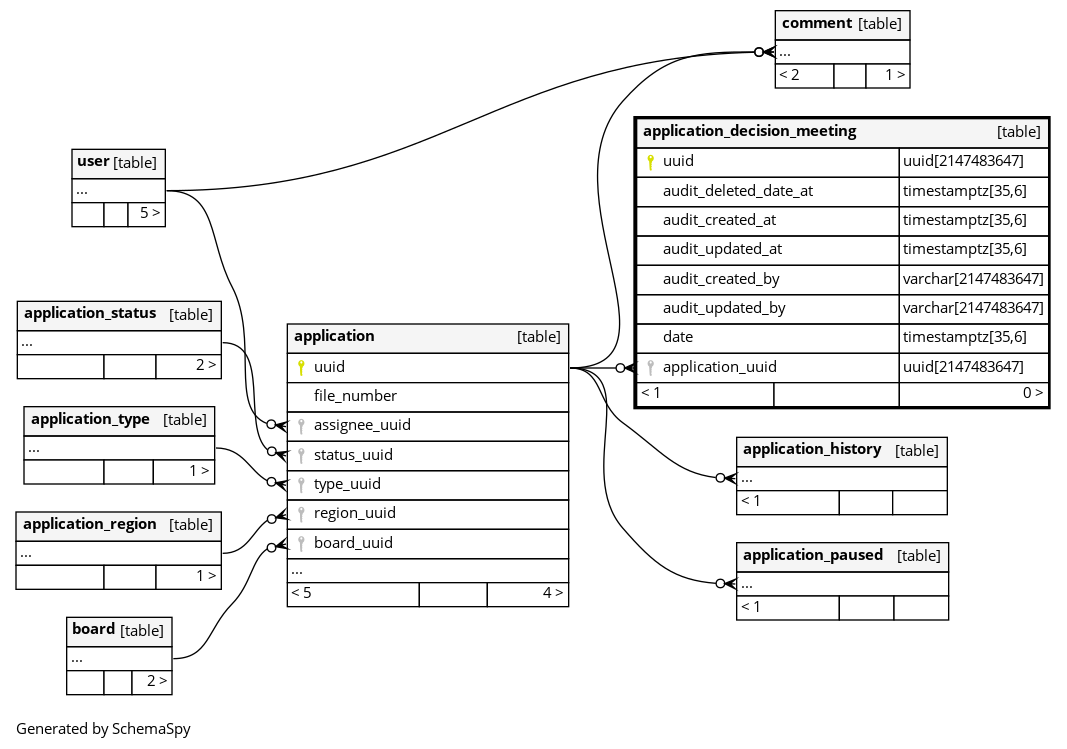 comment [table]
...
< 2 1 >
application_decision_meeting [table]
uuid uuid[2147483647]
audit_deleted_date_at timestamptz[35,6]
audit_created_at timestamptz[35,6]
audit_updated_at timestamptz[35,6]
audit_created_by varchar[2147483647]
audit_updated_by varchar[2147483647]
date timestamptz[35,6]
application_uuid uuid[2147483647]
< 1 0 >
user [table]
...
5 >
application_status [table]
...
2 >
application_type [table]
...
1 >
application_region [table]
...
1 >
board [table]
...
2 >
application [table]
uuid
file_number
assignee_uuid
status_uuid
type_uuid
region_uuid
board_uuid
...
< 5 4 >
application_history [table]
...
< 1
application_paused [table]
...
< 1
Generated by SchemaSpy